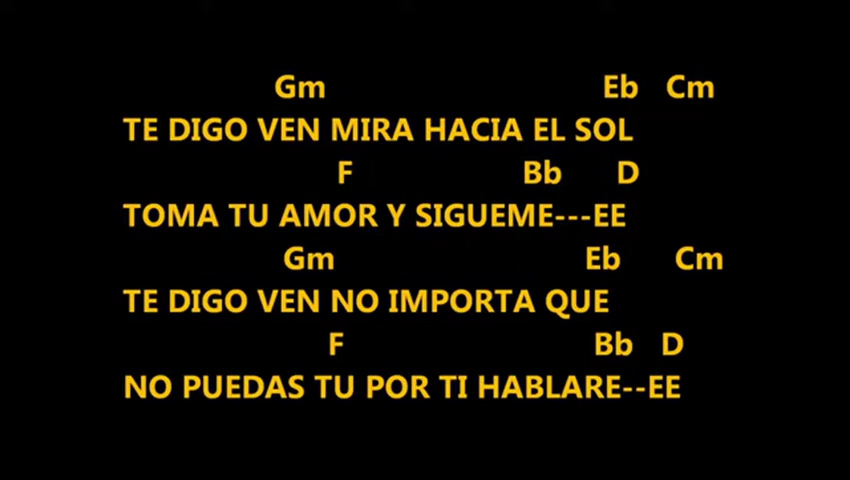 Gm Eb Cm
TE DIGO VEN MIRA HACIA EL SOL
F Bb D
TOMA TU AMOR Y SIGUEME---EE
Gm Eb Cm
TE DIGO VEN NO IMPORTA QUE
F Bb D
NO PUEDAS TU POR TI HABLARE--EE